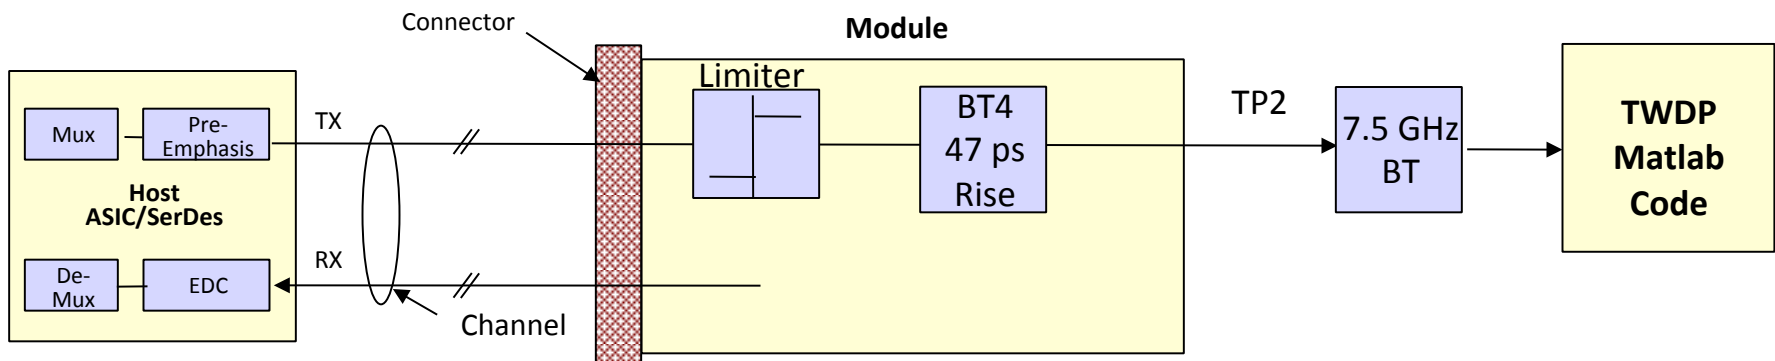 Connector
Module
Mux
Pre-
Emphasis
TX
Limiter
BT4
47 ps
Rise
TP2
7.5 GHz
BT
TWDP
Matlab
Code
Host
ASIC/SerDes
De-
Mux
EDC
RX
Channel